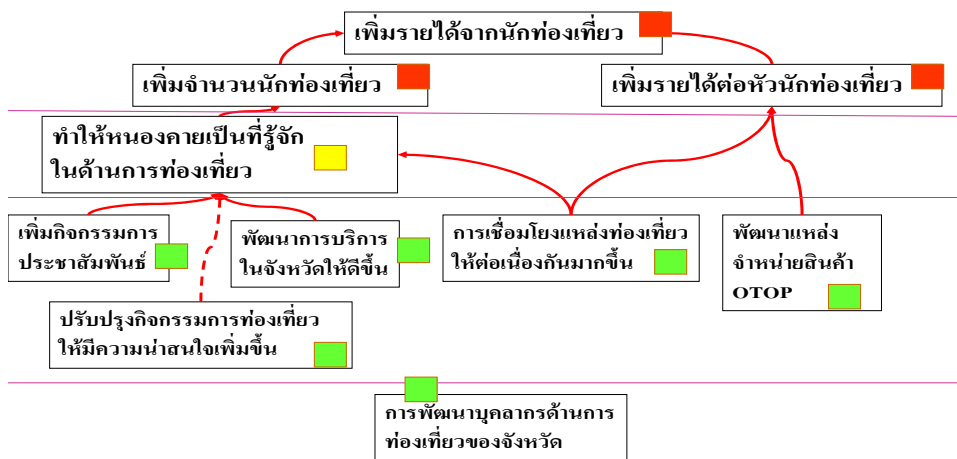 เพิ่มรายได้จากนักท่องเที่ยว
เพิ่มจำนวนนักท่องเที่ยว
เพิ่มรายได้ต่อหัวนักท่องเที่ยว
ทำให้หนองคายเป็นที่รู้จัก
ในด้านการท่องเที่ยว
เพิ่มกิจกรรมการ
ประชาสัมพันธ์
พัฒนาการบริการ
ในจังหวัดให้ดีขึ้น
การเชื่อมโยงแหล่งท่องเที่ยว
ให้ต่อเนื่องกันมากขึ้น
พัฒนาแหล่ง
จำหน่ายสินค้า
OTOP
ปรับปรุงกิจกรรมการท่องเที่ยว
ให้มีความน่าสนใจเพิ่มขึ้น
การพัฒนาบุคลากรด้านการ
ท่องเที่ยวของจังหวัด